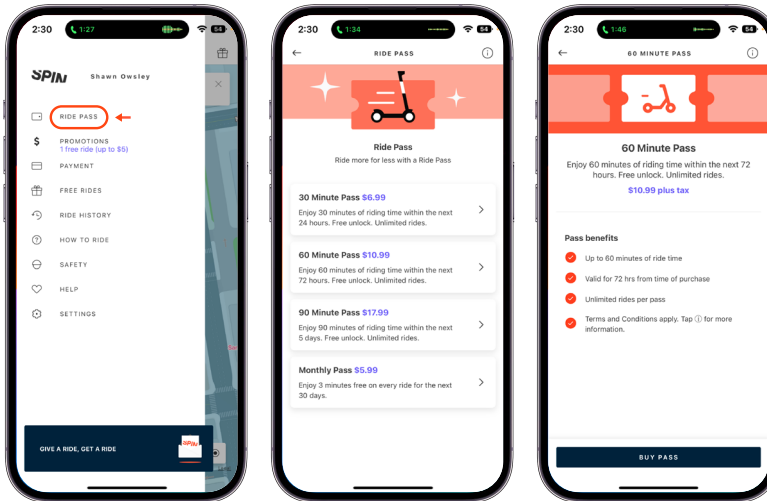 2:30
1:27
54
SPIN
Shawn Owsley
RIDE PASS
$
PROMOTIONS
1 free ride (up to $5)
PAYMENT
FREE RIDES
RIDE HISTORY
HOW TO RIDE
SAFETY
HELP
SETTINGS
GIVE A RIDE, GET A RIDE
SPIN
2:30
1:34
54
RIDE PASS
Ride Pass
Ride more for less with a Ride Pass
30 Minute Pass $6.99
Enjoy 30 minutes of riding time within the next
24 hours. Free unlock. Unlimited rides.
60 Minute Pass $10.99
Enjoy 60 minutes of riding time within the next
72 hours. Free unlock. Unlimited rides.
90 Minute Pass $17.99
Enjoy 90 minutes of riding time within the next
5 days. Free unlock. Unlimited rides.
Monthly Pass $5.99
Enjoy 3 minutes free on every ride for the next
30 days.
2:30
1:46
54
60 MINUTE PASS
60 Minute Pass
Enjoy 60 minutes of riding time within the next 72
hours. Free unlock. Unlimited rides.
$10.99 plus tax
Pass benefits
Up to 60 minutes of ride time
Valid for 72 hrs from time of purchase
Unlimited rides per pass
Terms and Conditions apply. Tap ⓘ for more
information.
BUY PASS